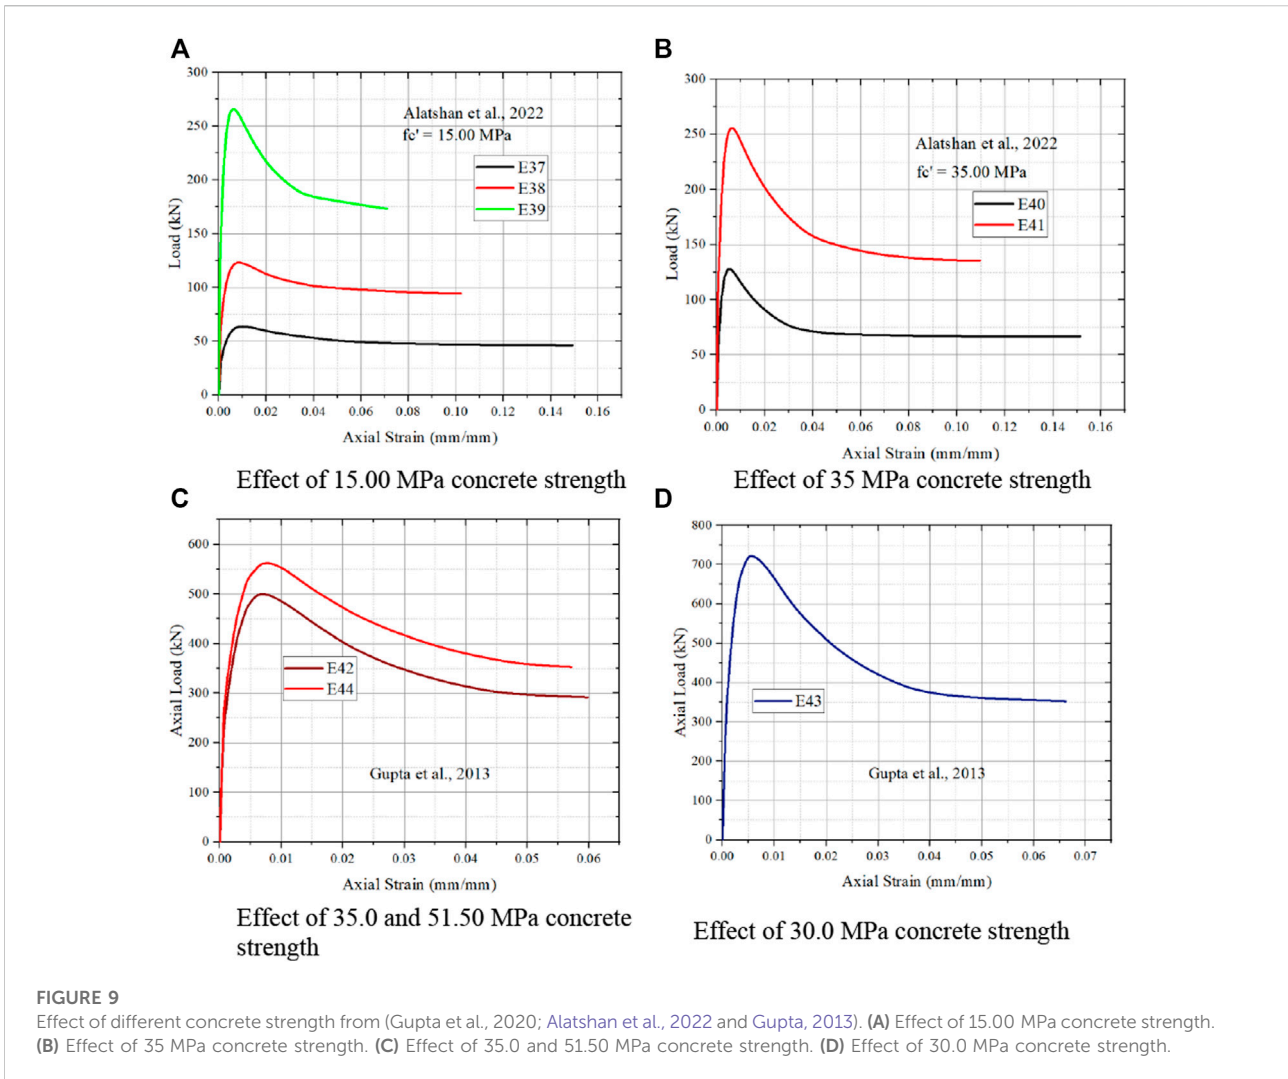 A
300
250
200
150
100
50
0
Load (kN)
Alatshan et al., 2022
fc' = 15.00 MPa
E37
E38
E39
0.00 0.02 0.04 0.06 0.08 0.10 0.12 0.14 0.16
Axial Strain (mm/mm)
Effect of 15.00 MPa concrete strength
B
300
250
200
150
100
50
0
Load (kN)
Alatshan et al., 2022
fc' = 35.00 MPa
E40
E41
0.00 0.02 0.04 0.06 0.08 0.10 0.12 0.14 0.16
Axial Strain (mm/mm)
Effect of 35 MPa concrete strength
C
600
500
400
300
200
100
0
Axial Load (kN)
E42
E44
Gupta et al., 2013
0.00 0.01 0.02 0.03 0.04 0.05 0.06
Axial Strain (mm/mm)
Effect of 35.0 and 51.50 MPa concrete
strength
D
800
700
600
500
400
300
200
100
0
Axial Load (kN)
E43
Gupta et al., 2013
0.00 0.01 0.02 0.03 0.04 0.05 0.06 0.07
Axial Strain (mm/mm)
Effect of 30.0 MPa concrete strength
FIGURE 9
Effect of different concrete strength from (Gupta et al., 2020; Alatshan et al., 2022 and Gupta, 2013). (A) Effect of 15.00 MPa concrete strength.
(B) Effect of 35 MPa concrete strength. (C) Effect of 35.0 and 51.50 MPa concrete strength. (D) Effect of 30.0 MPa concrete strength.